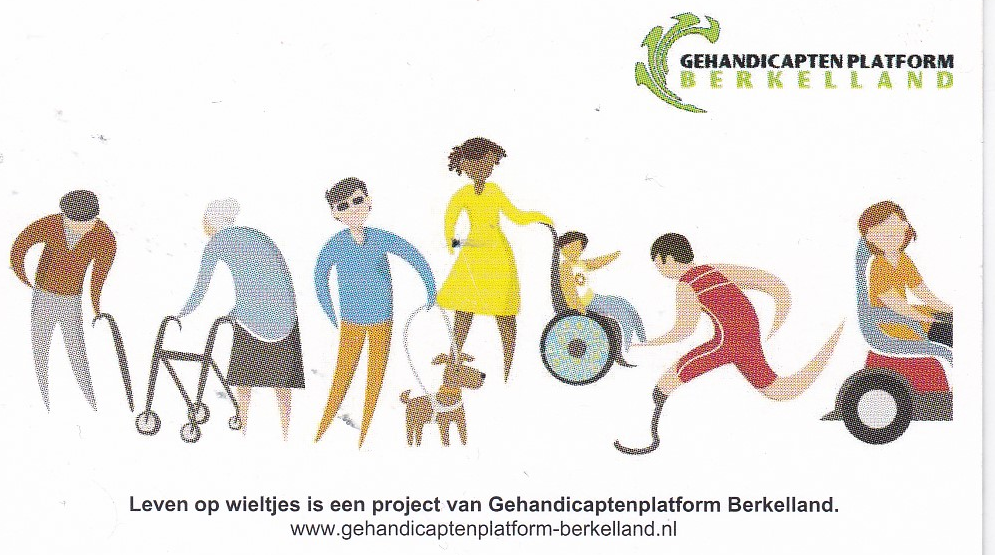 GEHANDICAPTEN PLATFORM
BERKELLAND
Leven op wieltjes is een project van Gehandicaptenplatform Berkelland.
www.gehandicaptenplatform-berkelland.nl